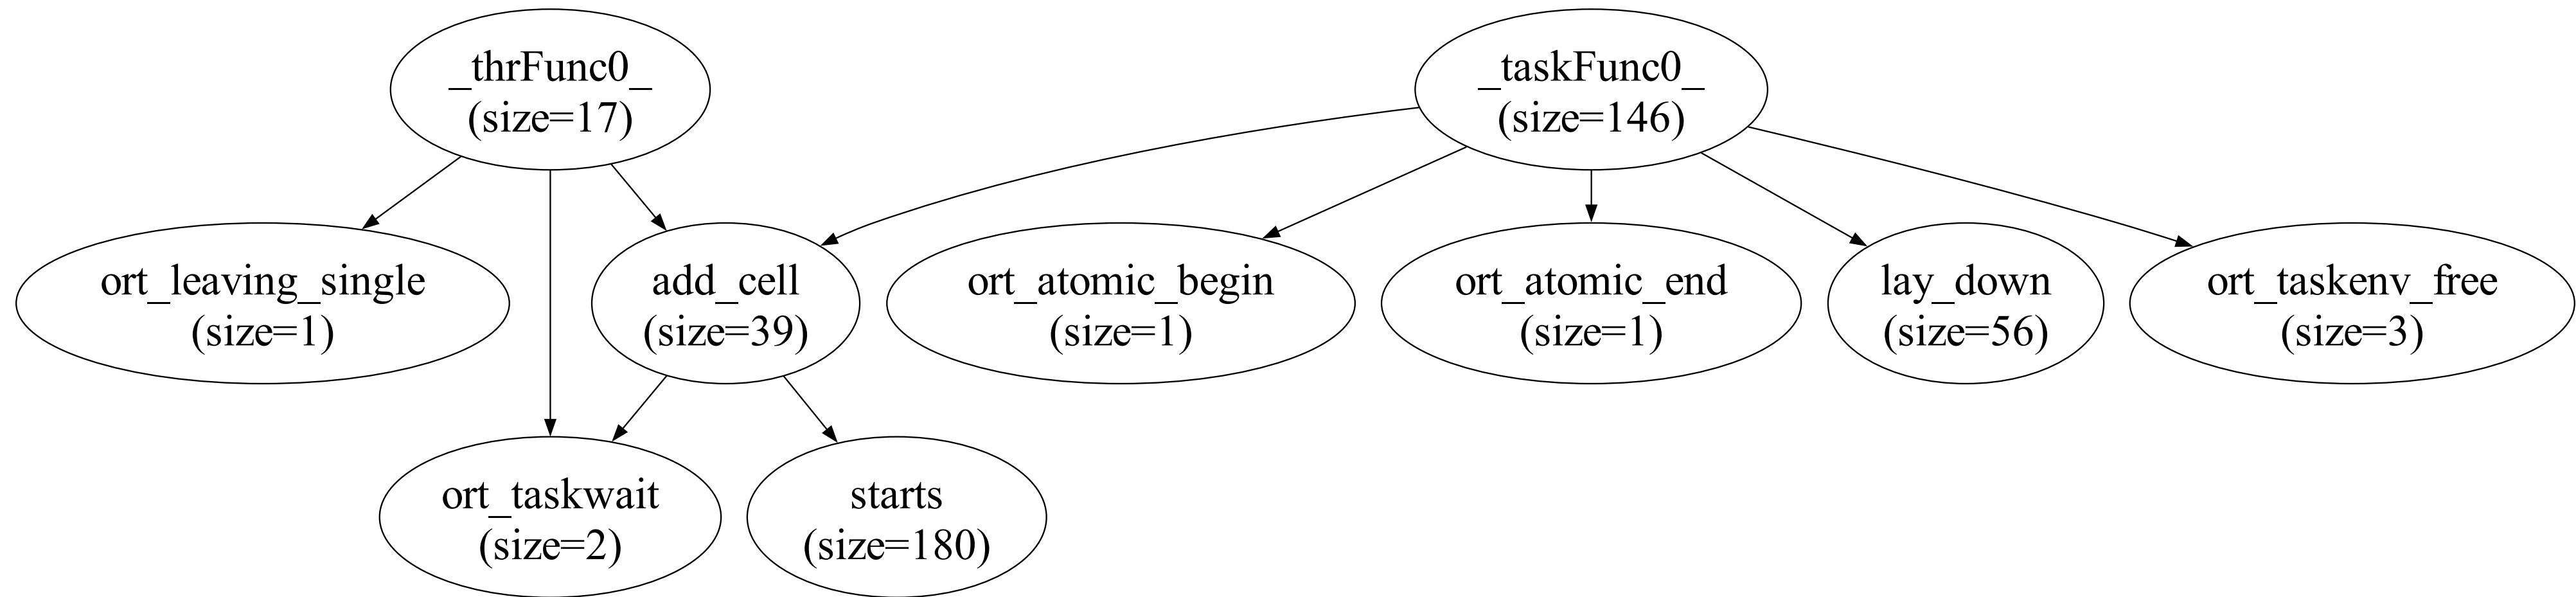 _thrFunc0_
(size=17)
_taskFunc0_
(size=146)
ort_leaving_single
(size=1)
add_cell
(size=39)
ort_atomic_begin
(size=1)
ort_atomic_end
(size=1)
lay_down
(size=56)
ort_taskenv_free
(size=3)
ort_taskwait
(size=2)
starts
(size=180)